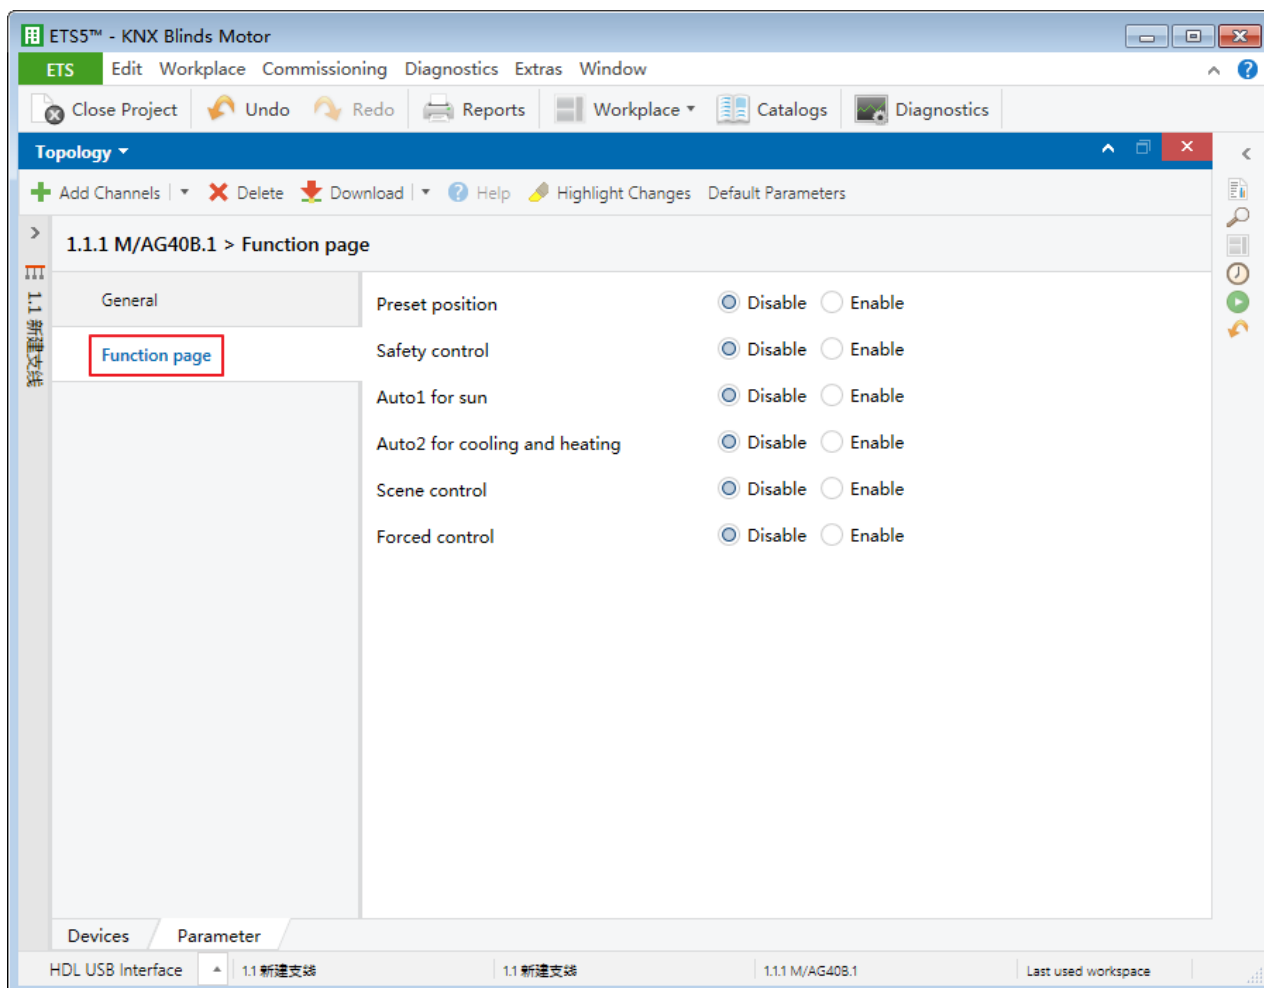 ETS5™ - KNX Blinds Motor
ETS Edit Workplace Commissioning Diagnostics Extras Window
Close Project Undo Redo Reports Workplace Catalogs Diagnostics
Topology
Add Channels Delete Download Help Highlight Changes Default Parameters
1.1.1 M/AG40B.1 > Function page
1.1 新建支线
General
Function page
Preset position Disable Enable
Safety control Disable Enable
Auto1 for sun Disable Enable
Auto2 for cooling and heating Disable Enable
Scene control Disable Enable
Forced control Disable Enable
Devices Parameter
HDL USB Interface 1.1 新建支线 1.1 新建支线 1.1.1 M/AG40B.1 Last used workspace